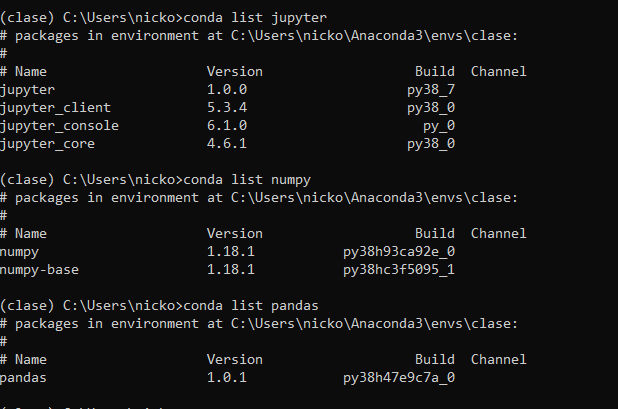 (clase) C:\Users\nicko>conda list jupyter
# packages in environment at C:\Users\nicko\Anaconda3\envs\clase:
#
# Name                    Version                   Build  Channel
jupyter                   1.0.0                    py38_7
jupyter_client            5.3.4                    py38_0
jupyter_console           6.1.0                      py_0
jupyter_core              4.6.1                    py38_0

(clase) C:\Users\nicko>conda list numpy
# packages in environment at C:\Users\nicko\Anaconda3\envs\clase:
#
# Name                    Version                   Build  Channel
numpy                     1.18.1           py38h93ca92e_0
numpy-base                1.18.1           py38hc3f5095_1

(clase) C:\Users\nicko>conda list pandas
# packages in environment at C:\Users\nicko\Anaconda3\envs\clase:
#
# Name                    Version                   Build  Channel
pandas                    1.0.1            py38h47e9c7a_0